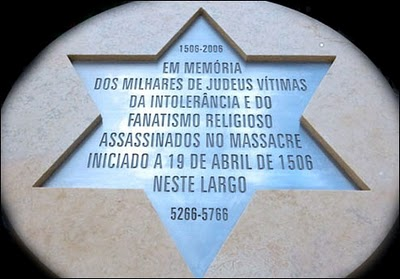 1506-2006
EM MEMÓRIA
DOS MILHARES DE JUDEUS VÍTIMAS
DA INTOLERÂNCIA E DO
FANATISMO RELIGIOSO
ASSASSINADOS NO MASSACRE
INICIADO A 19 DE ABRIL DE 1506
NESTE LARGO
5266-5766